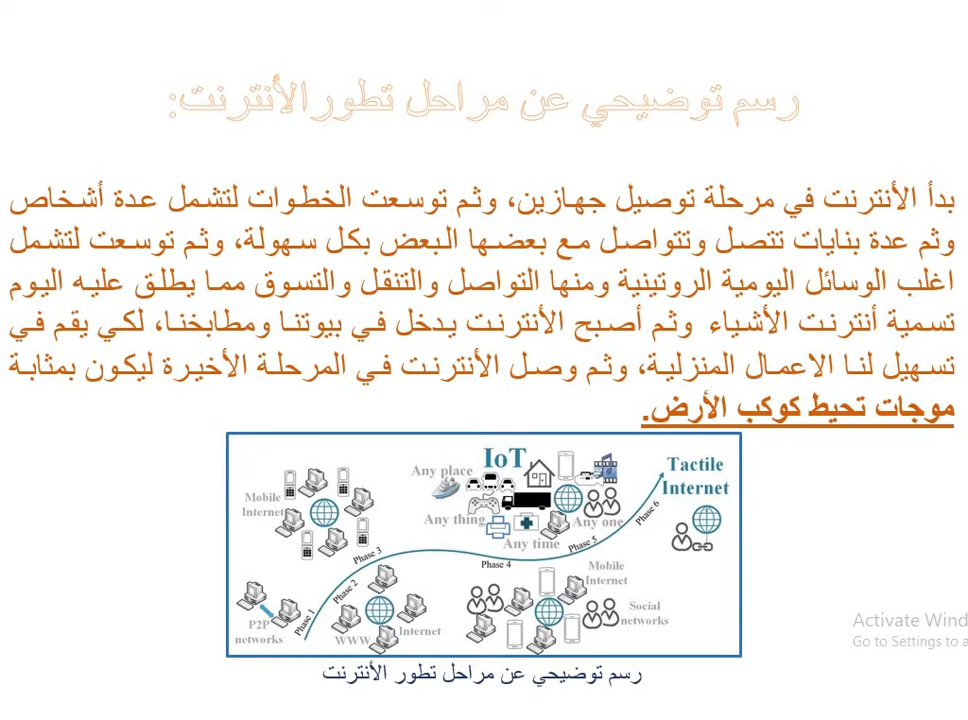 رسم توضيحي عن مراحل تطور الأنترنت:
بدأ الأنترنت في مرحلة توصيل جهازين، وثم توسعت الخطوات لتشمل عدة أشخاص
وثم عدة بنايات تتصل وتتواصل مع بعضها البعض بكل سهولة، وثم توسعت لتشمل
اغلب الوسائل اليومية الروتينية ومنها التواصل والتنقل والتسوق مما يطلق عليه اليوم
تسمية أنترنت الأشياء وثم أصبح الأنترنت يدخل في بيوتنا ومطابخنا، لكي يقم في
تسهيل لنا الاعمال المنزلية، وثم وصل الأنترنت في المرحلة الأخيرة ليكون بمثابة
موجات تحيط كوكب الأرض.
Mobile
Internet
P2P
networks
Phase 1
Phase 2
WWW
Internet
Phase 3
Phase 4
Mobile
Internet
Social
networks
IoT
Any place
Any thing
Any time
Any one
Phase 5
Phase 6
Tactile
Internet
رسم توضيحي عن مراحل تطور الأنترنت
Activate Wind
Go to Settings to a